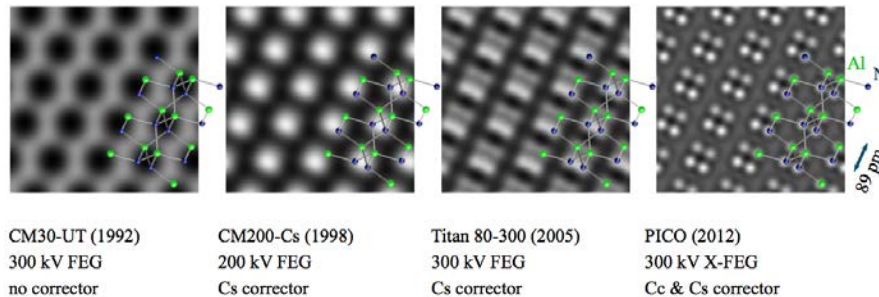 Al
N
89 pm
CM30-UT (1992)
300 kV FEG
no corrector
CM200-Cs (1998)
200 kV FEG
Cs corrector
Titan 80-300 (2005)
300 kV FEG
Cs corrector
PICO (2012)
300 kV X-FEG
Cc & Cs corrector